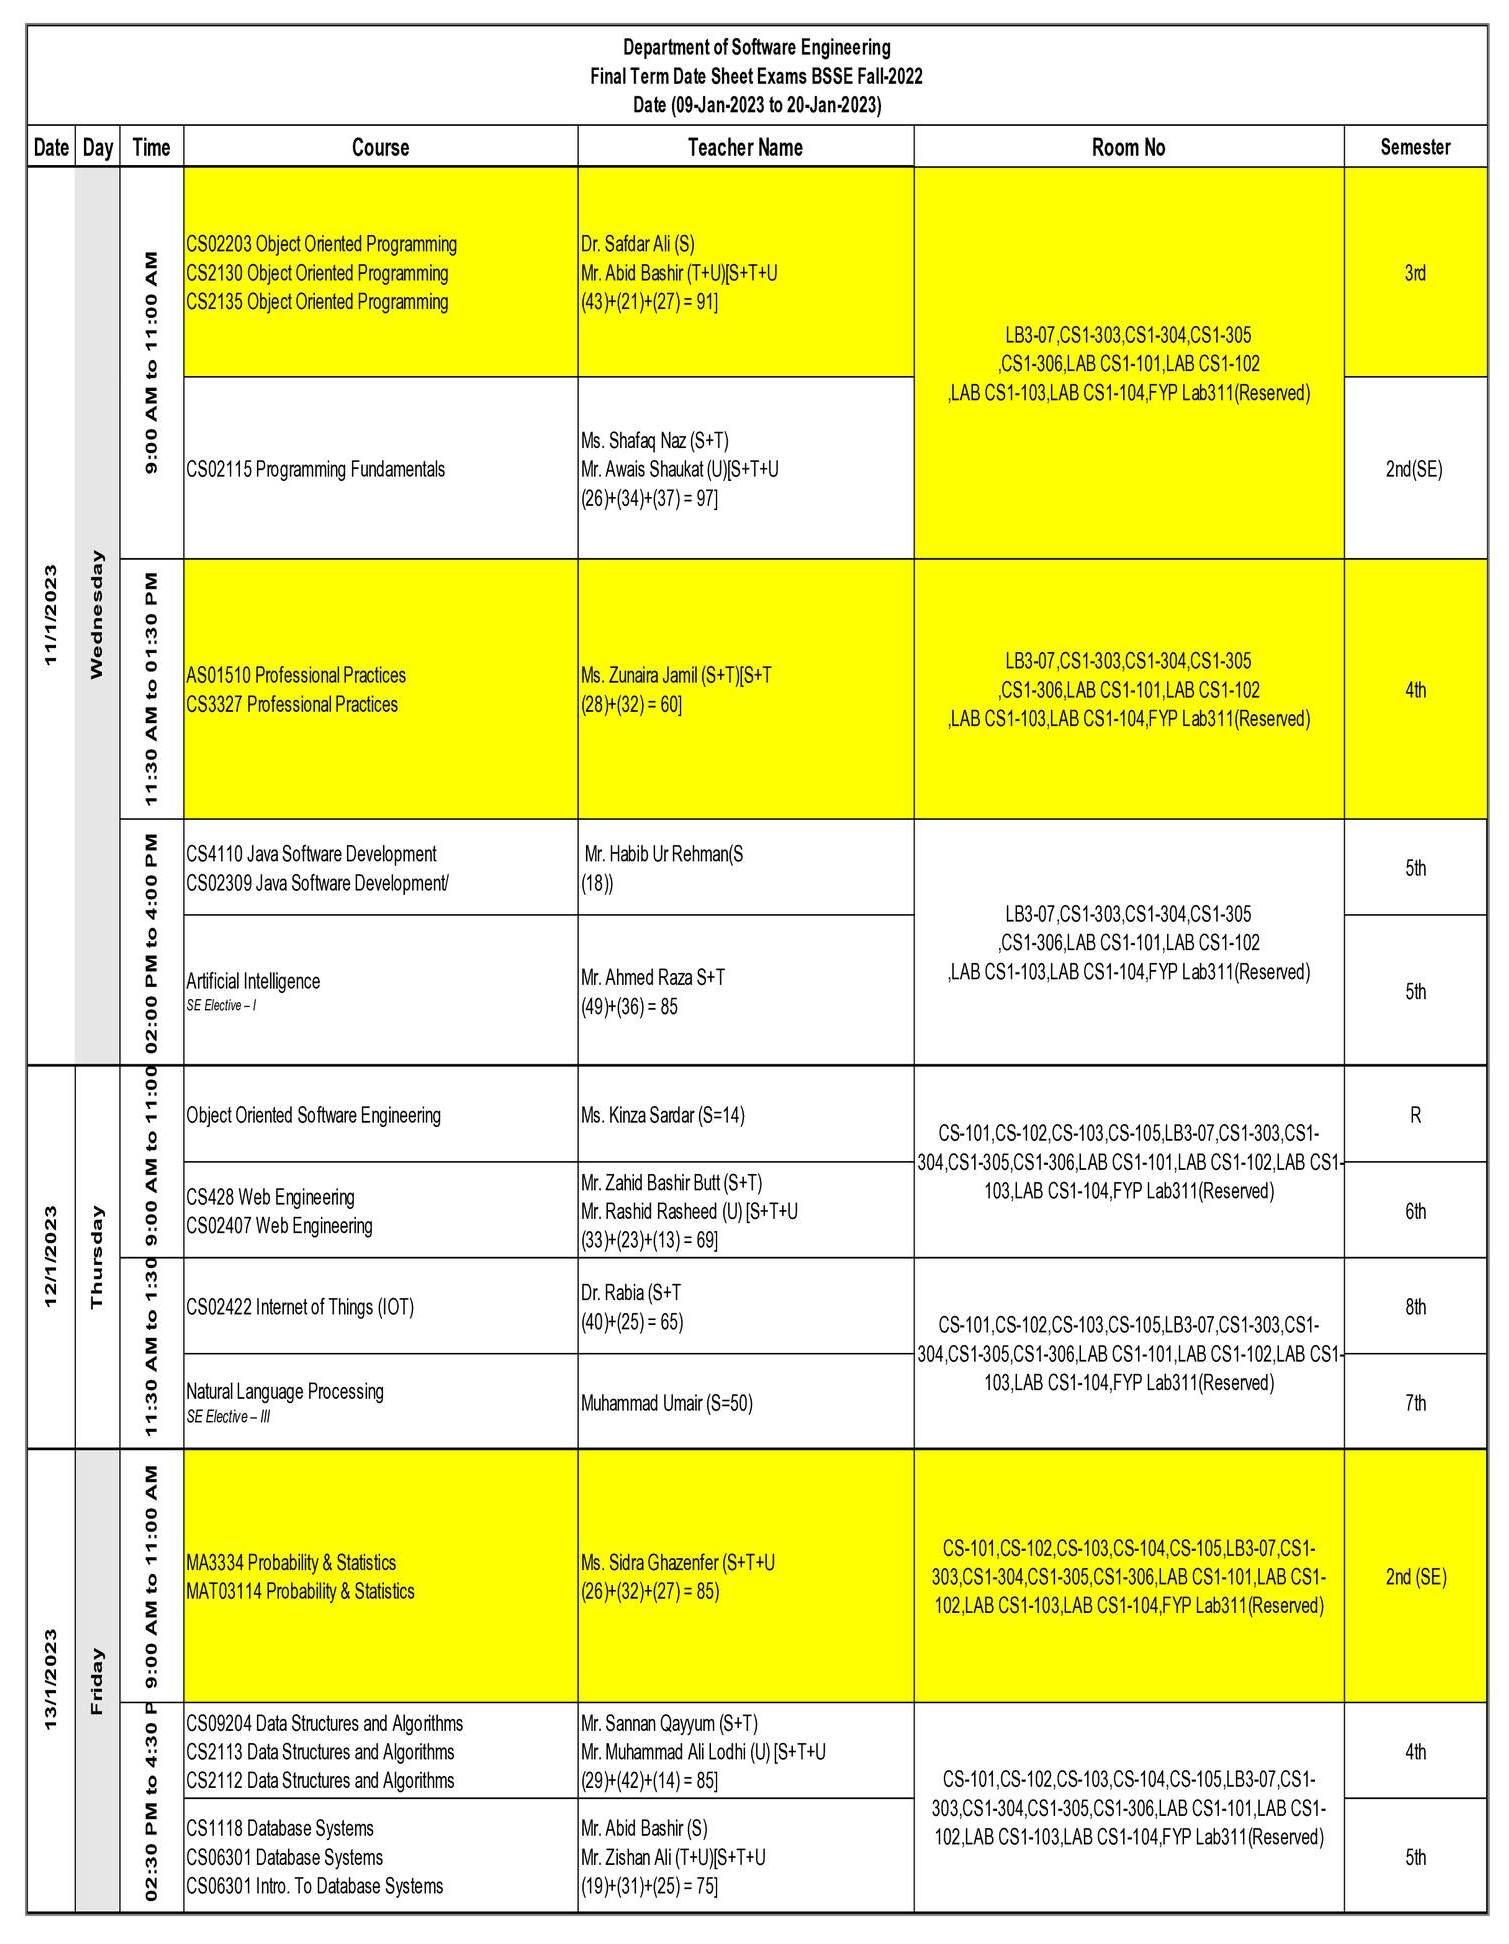 Department of Software Engineering
Final Term Date Sheet Exams BSSE Fall-2022
Date (09-Jan-2023 to 20-Jan-2023)
Date Day Time Course Teacher Name Room No Semester
11/1/2023
Wednesday
9:00 AM to 11:00 AM
CS02203 Object Oriented Programming
CS2130 Object Oriented Programming
CS2135 Object Oriented Programming
Dr. Safdar Ali (S)
Mr. Abid Bashir (T+U)[S+T+U
(43)+(21)+(27) = 91]
LB3-07,CS1-303,CS1-304,CS1-305
,CS1-306,LAB CS1-101,LAB CS1-102
,LAB CS1-103,LAB CS1-104,FYP Lab311(Reserved)
3rd
CS02115 Programming Fundamentals
Ms. Shafaq Naz (S+T)
Mr. Awais Shaukat (U)[S+T+U
(26)+(34)+(37) = 97]
2nd(SE)
11:30 AM to 01:30 PM
AS01510 Professional Practices
CS3327 Professional Practices
Ms. Zunaira Jamil (S+T)[S+T
(28)+(32) = 60]
LB3-07,CS1-303,CS1-304,CS1-305
,CS1-306,LAB CS1-101,LAB CS1-102
,LAB CS1-103,LAB CS1-104,FYP Lab311(Reserved)
4th
02:00 PM to 4:00 PM
CS4110 Java Software Development
CS02309 Java Software Development/
Mr. Habib Ur Rehman(S
(18))
LB3-07,CS1-303,CS1-304,CS1-305
,CS1-306,LAB CS1-101,LAB CS1-102
,LAB CS1-103,LAB CS1-104,FYP Lab311(Reserved)
5th
Artificial Intelligence
SE Elective – I
Mr. Ahmed Raza S+T
(49)+(36) = 85
5th
12/1/2023
Thursday
9:00 AM to 11:00
Object Oriented Software Engineering
Ms. Kinza Sardar (S=14)
CS-101,CS-102,CS-103,CS-105,LB3-07,CS1-303,CS1-
304,CS1-305,CS1-306,LAB CS1-101,LAB CS1-102,LAB CS1-
103,LAB CS1-104,FYP Lab311(Reserved)
R
CS428 Web Engineering
CS02407 Web Engineering
Mr. Zahid Bashir Butt (S+T)
Mr. Rashid Rasheed (U) [S+T+U
(33)+(23)+(13) = 69]
6th
11:30 AM to 1:30
CS02422 Internet of Things (IOT)
Dr. Rabia (S+T
(40)+(25) = 65)
CS-101,CS-102,CS-103,CS-105,LB3-07,CS1-303,CS1-
304,CS1-305,CS1-306,LAB CS1-101,LAB CS1-102,LAB CS1-
103,LAB CS1-104,FYP Lab311(Reserved)
8th
Natural Language Processing
SE Elective – III
Muhammad Umair (S=50)
7th
13/1/2023
Friday
9:00 AM to 11:00 AM
MA3334 Probability & Statistics
MAT03114 Probability & Statistics
Ms. Sidra Ghazenfer (S+T+U
(26)+(32)+(27) = 85)
CS-101,CS-102,CS-103,CS-104,CS-105,LB3-07,CS1-
303,CS1-304,CS1-305,CS1-306,LAB CS1-101,LAB CS1-
102,LAB CS1-103,LAB CS1-104,FYP Lab311(Reserved)
2nd (SE)
02:30 PM to 4:30 P
CS09204 Data Structures and Algorithms
CS2113 Data Structures and Algorithms
CS2112 Data Structures and Algorithms
Mr. Sannan Qayyum (S+T)
Mr. Muhammad Ali Lodhi (U) [S+T+U
(29)+(42)+(14) = 85]
CS-101,CS-102,CS-103,CS-104,CS-105,LB3-07,CS1-
303,CS1-304,CS1-305,CS1-306,LAB CS1-101,LAB CS1-
102,LAB CS1-103,LAB CS1-104,FYP Lab311(Reserved)
4th
CS1118 Database Systems
CS06301 Database Systems
CS06301 Intro. To Database Systems
Mr. Abid Bashir (S)
Mr. Zishan Ali (T+U)[S+T+U
(19)+(31)+(25) = 75]
5th